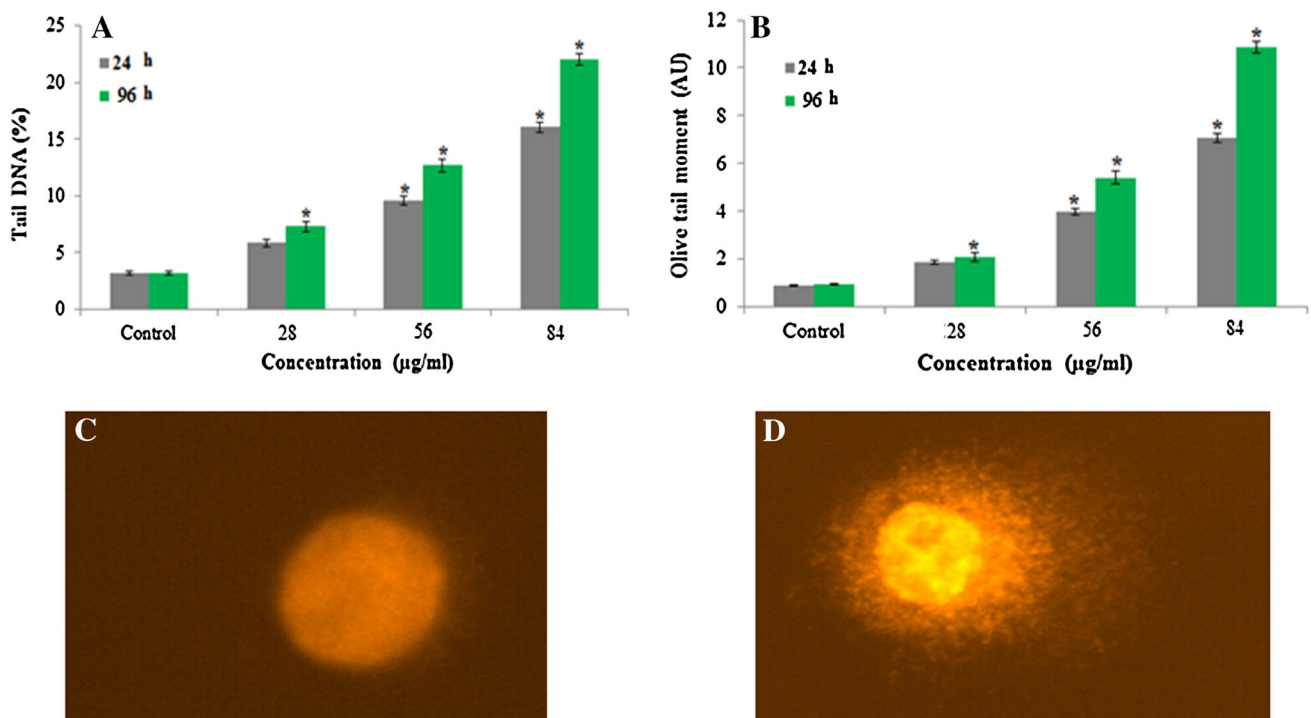 A
Tail DNA (%)
25
20
15
10
5
0
24 h
96 h
*
*
*
*
*
Control
28
56
84
Concentration (µg/ml)
B
Olive tail moment (AU)
12
10
8
6
4
2
0
24 h
96 h
*
*
*
*
*
Control
.28
56
84
Concentration (µg/ml)
C
D